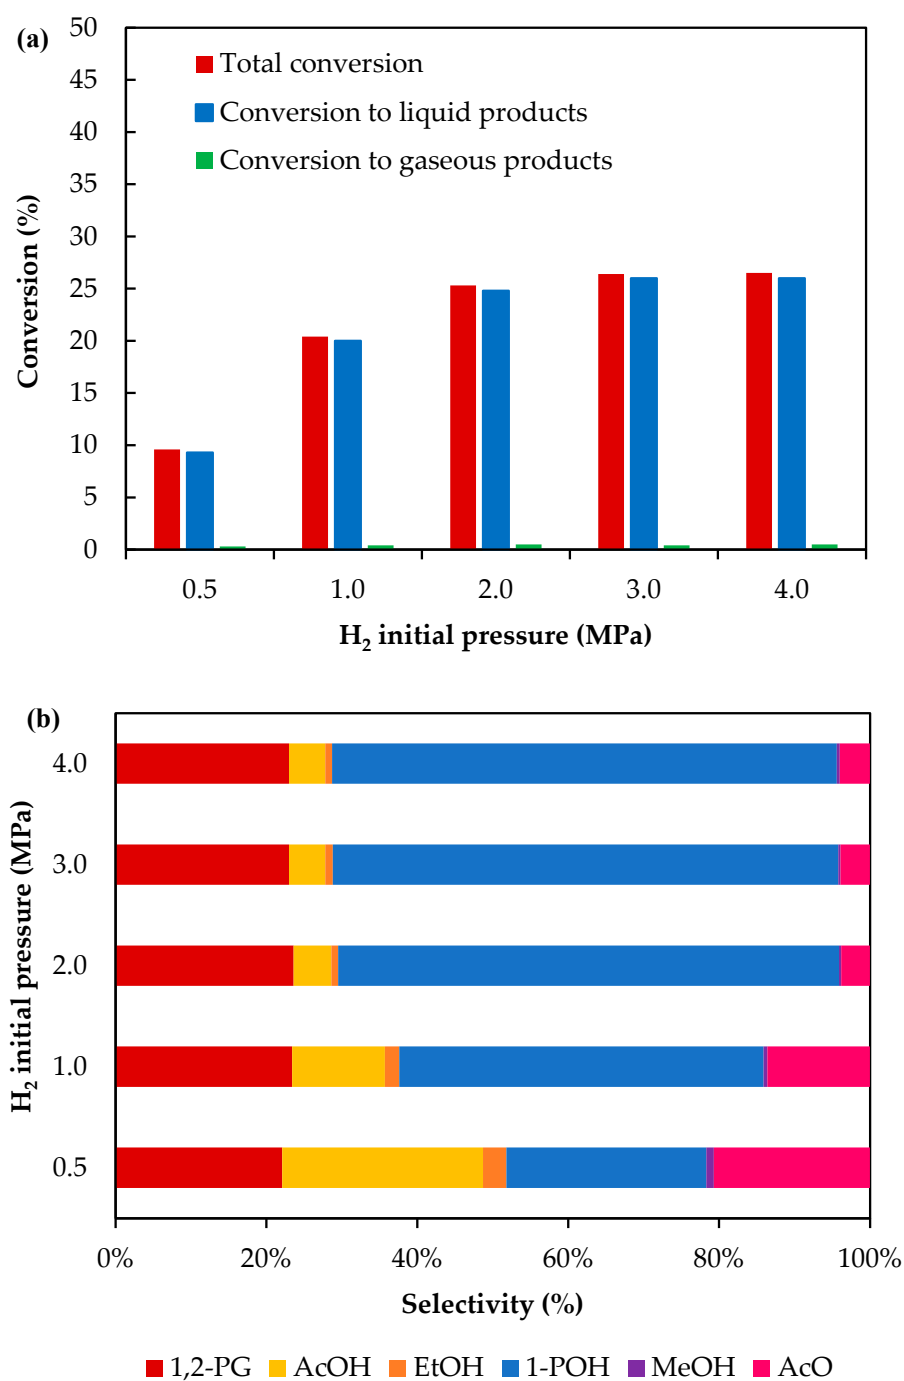 (a)
50
45
40
35
30
25
20
15
10
5
0
Conversion (%)
Total conversion
Conversion to liquid products
Conversion to gaseous products
0.5 1.0 2.0 3.0 4.0
H₂ initial pressure (MPa)
(b)
H₂ initial pressure (MPa)
4.0
3.0
2.0
1.0
0.5
0% 20% 40% 60% 80% 100%
Selectivity (%)
1,2-PG AcOH EtOH 1-POH MeOH AcO